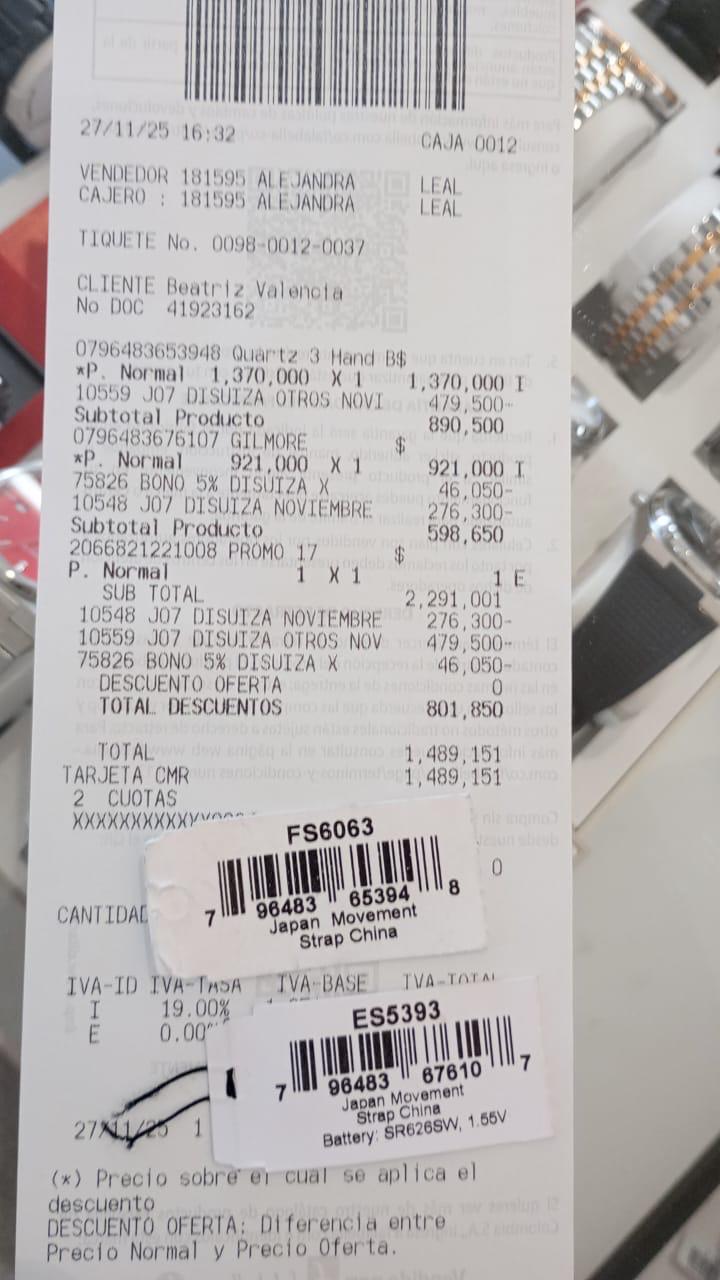 27/11/25 16:32 CAJA 0012
VENDEDOR 181595 ALEJANDRA LEAL
CAJERO : 181595 ALEJANDRA LEAL
TIQUETE No. 0098-0012-0037
CLIENTE Beatriz Valencia
No DOC 41923162
0796483653948 Quartz 3 Hand B$
*P. Normal 1,370,000 X 1 1,370,000 I
10559 J07 DISUIZA OTROS NOVI 479,500-
Subtotal Producto 890,500
0796483676107 GILMORE $
*P. Normal 921,000 X 1 921,000 I
75826 BONO 5% DISUIZA X 46,050-
10548 J07 DISUIZA NOVIEMBRE 276,300-
Subtotal Producto 598,650
2066821221008 PROMO 17 $
P. Normal 1 X 1 1 E
SUB TOTAL 2,291,001
10548 J07 DISUIZA NOVIEMBRE 276,300-
10559 J07 DISUIZA OTROS NOV 479,500-
75826 BONO 5% DISUIZA X 46,050-
DESCUENTO OFERTA 0
TOTAL DESCUENTOS 801,850
TOTAL 1,489,151
TARJETA CMR 1,489,151
2 CUOTAS
FS6063
0
7 96483 65394 8
CANTIDAD
Japan Movement
Strap China
IVA-ID IVA-TASA IVA-BASE IVA-TOTAL
I 19.00%
E 0.00
ES5393
7 96483 67610 7
Japan Movement
Strap China
Battery: SR626SW, 1.55V
27/11/25 1
(*) Precio sobre el cual se aplica el
descuento
DESCUENTO OFERTA: Diferencia entre
Precio Normal y Precio Oferta.